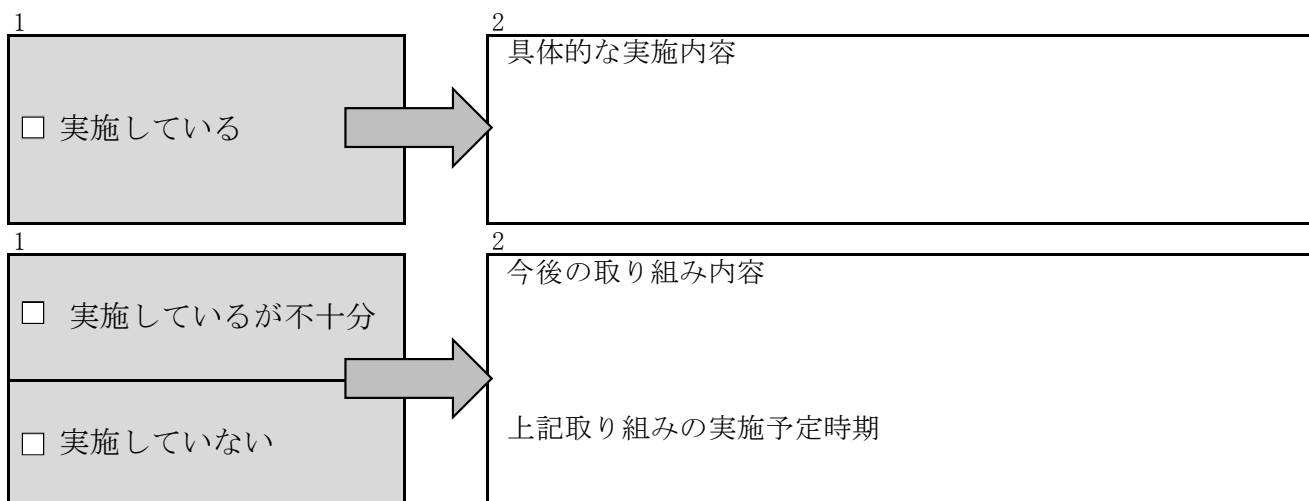 1
2
□ 実施している
具体的な実施内容
1
2
□ 実施しているが不十分
今後の取り組み内容
□ 実施していない
上記取り組みの実施予定時期